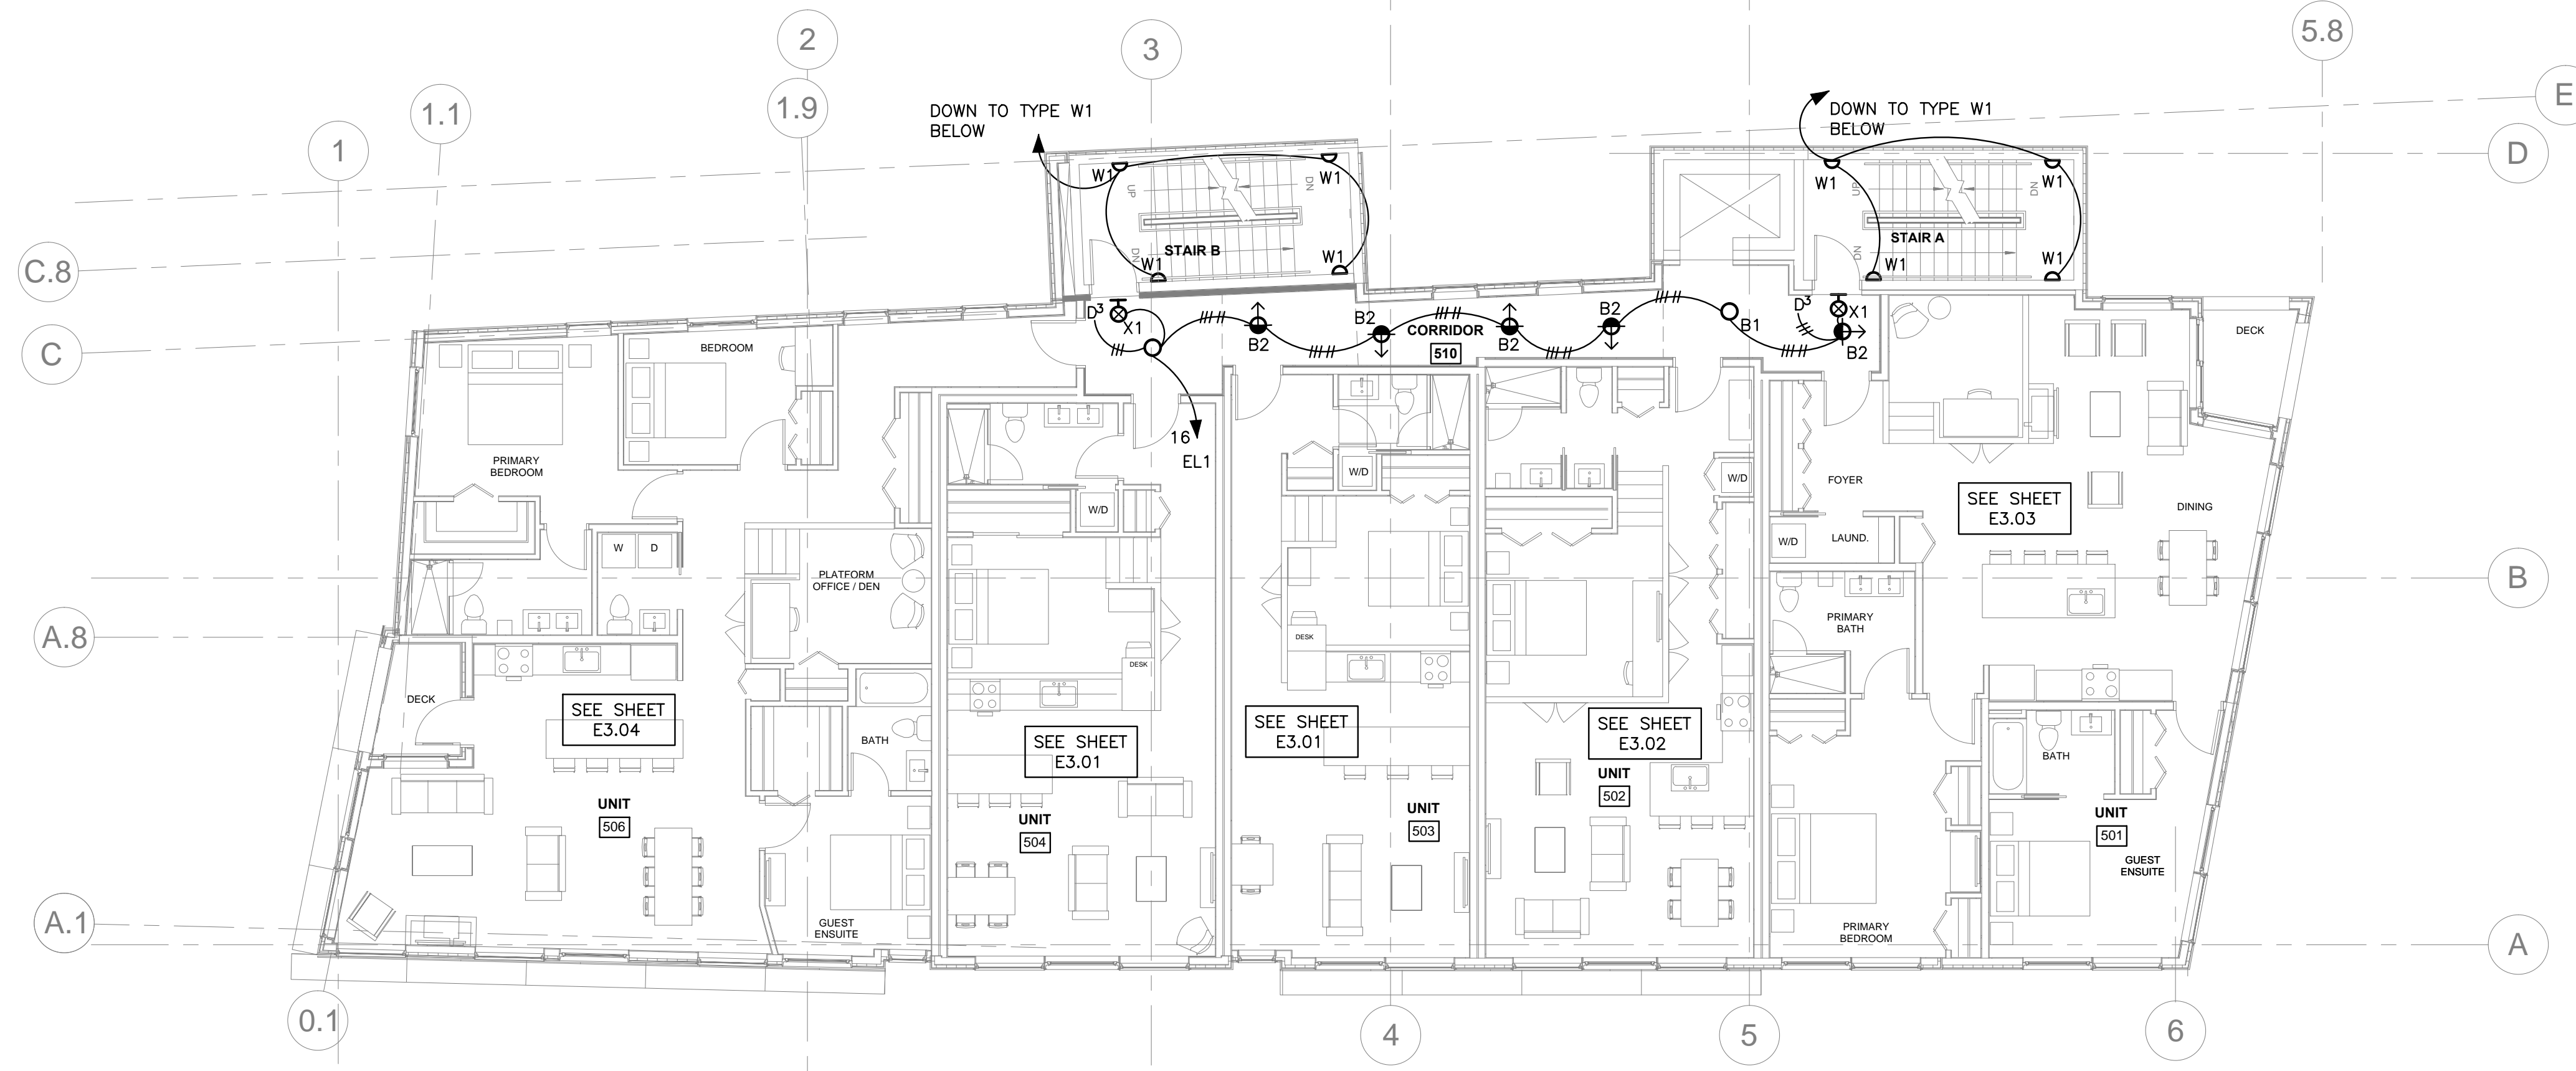 5.8
2
3
1.9
1.1
1
E
D
DOWN TO TYPE W1
BELOW
DOWN TO TYPE W1
BELOW
W1
W1
UP
DN
DN
STAIR B
W1
W1
W1
W1
UP
DN
DN
STAIR A
W1
W1
C.8
C
D3
X1
B2
B2
CORRIDOR
510
B2
B2
B1
D3
X1
B2
DECK
BEDROOM
PRIMARY
BEDROOM
16
EL1
W/D
W/D
W/D
FOYER
SEE SHEET
E3.03
DINING
W/D
LAUND.
W
D
PLATFORM
OFFICE / DEN
B
A.8
PRIMARY
BATH
DESK
DESK
DECK
SEE SHEET
E3.04
BATH
SEE SHEET
E3.01
SEE SHEET
E3.01
SEE SHEET
E3.02
BATH
UNIT
506
UNIT
504
UNIT
503
UNIT
502
UNIT
501
GUEST
ENSUITE
A.1
GUEST
ENSUITE
PRIMARY
BEDROOM
A
0.1
4
5
6